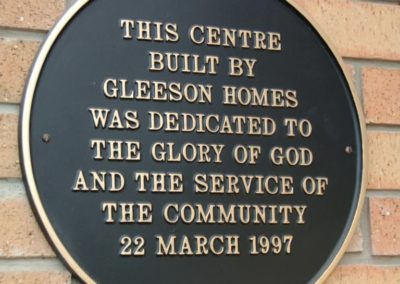 THIS CENTRE
BUILT BY
GLEESON HOMES
WAS DEDICATED TO
THE GLORY OF GOD
AND THE SERVICE OF
THE COMMUNITY
22 MARCH 1997